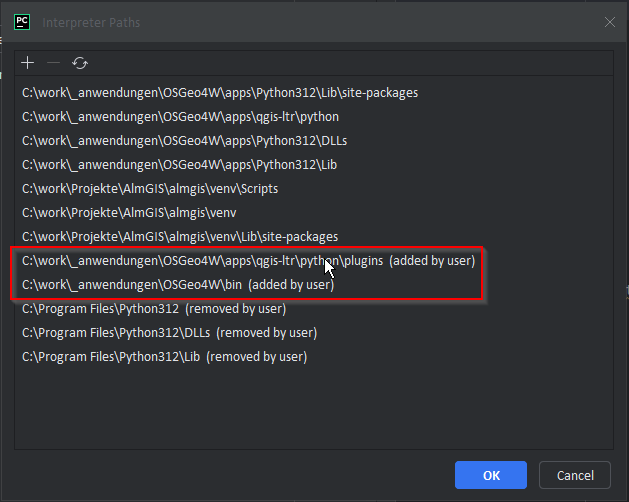 PC
Interpreter Paths
C:\work\_anwendungen\OSGeo4W\apps\Python312\Lib\site-packages
C:\work\_anwendungen\OSGeo4W\apps\qgis-ltr\python
C:\work\_anwendungen\OSGeo4W\apps\Python312\DLLs
C:\work\_anwendungen\OSGeo4W\apps\Python312\Lib
C:\work\Projekte\AlmGIS\almgis\venv\Scripts
C:\work\Projekte\AlmGIS\almgis\venv
C:\work\Projekte\AlmGIS\almgis\venv\Lib\site-packages
C:\work\_anwendungen\OSGeo4W\apps\qgis-ltr\python\plugins (added by user)
C:\work\_anwendungen\OSGeo4W\bin (added by user)
C:\Program Files\Python312 (removed by user)
C:\Program Files\Python312\DLLs (removed by user)
C:\Program Files\Python312\Lib (removed by user)
OK Cancel